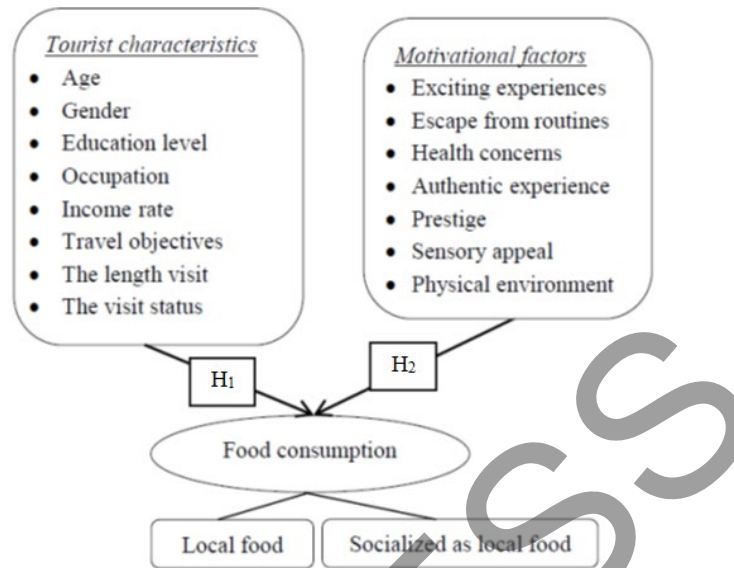 Tourist characteristics
• Age
• Gender
• Education level
• Occupation
• Income rate
• Travel objectives
• The length visit
• The visit status
Motivational factors
• Exciting experiences
• Escape from routines
• Health concerns
• Authentic experience
• Prestige
• Sensory appeal
• Physical environment
H1
H2
Food consumption
Local food
Socialized as local food